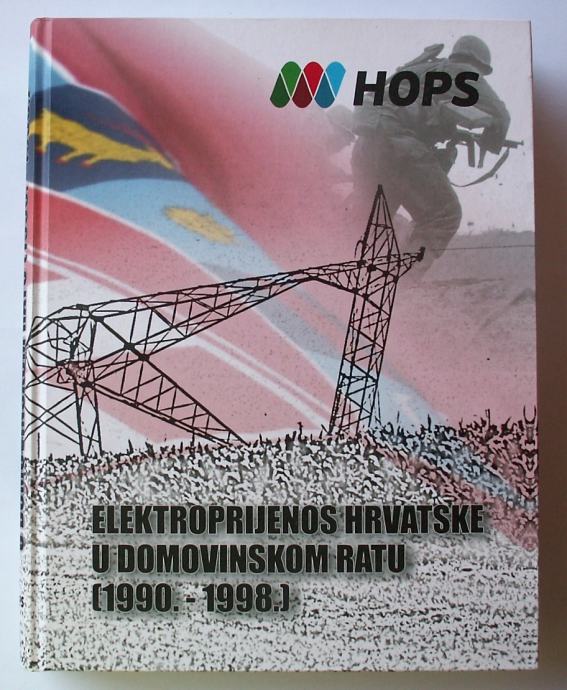 HOPS
ELEKTROPRIJENOS HRVATSKE
U DOMOVINSKOM RATU
(1990. - 1998.)